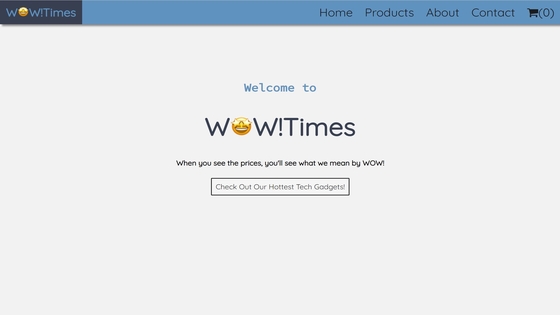 W🤩W!Times
Home Products About Contact (0)
Welcome to
W🤩W!Times
When you see the prices, you'll see what we mean by WOW!
Check Out Our Hottest Tech Gadgets!